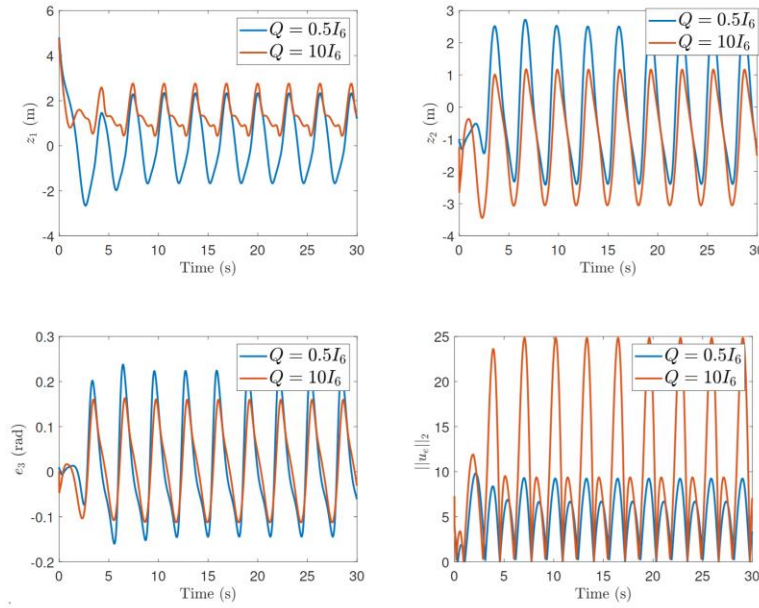 6
4
2
0
-2
-4
z₁ (m)
Q = 0.5I₆
Q = 10I₆
0 5 10 15 20 25 30
Time (s)
3
2
1
0
-1
-2
-3
-4
z₂ (m)
Q = 0.5I₆
Q = 10I₆
0 5 10 15 20 25 30
Time (s)
0.3
0.2
0.1
0
-0.1
-0.2
e₃ (rad)
Q = 0.5I₆
Q = 10I₆
0 5 10 15 20 25 30
Time (s)
25
20
15
10
5
0
||uₑ||₂
Q = 0.5I₆
Q = 10I₆
0 5 10 15 20 25 30
Time (s)